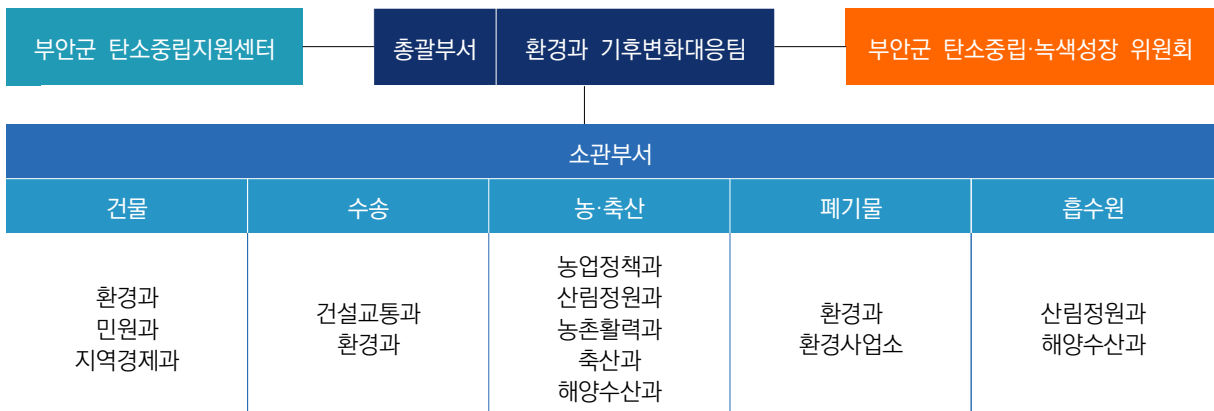 부안군 탄소중립지원센터
총괄부서 환경과 기후변화대응팀
부안군 탄소중립·녹색성장 위원회
소관부서
건물
수송
농·축산
폐기물
흡수원
환경과
민원과
지역경제과
건설교통과
환경과
농업정책과
산림정원과
농촌활력과
축산과
해양수산과
환경과
환경사업소
산림정원과
해양수산과